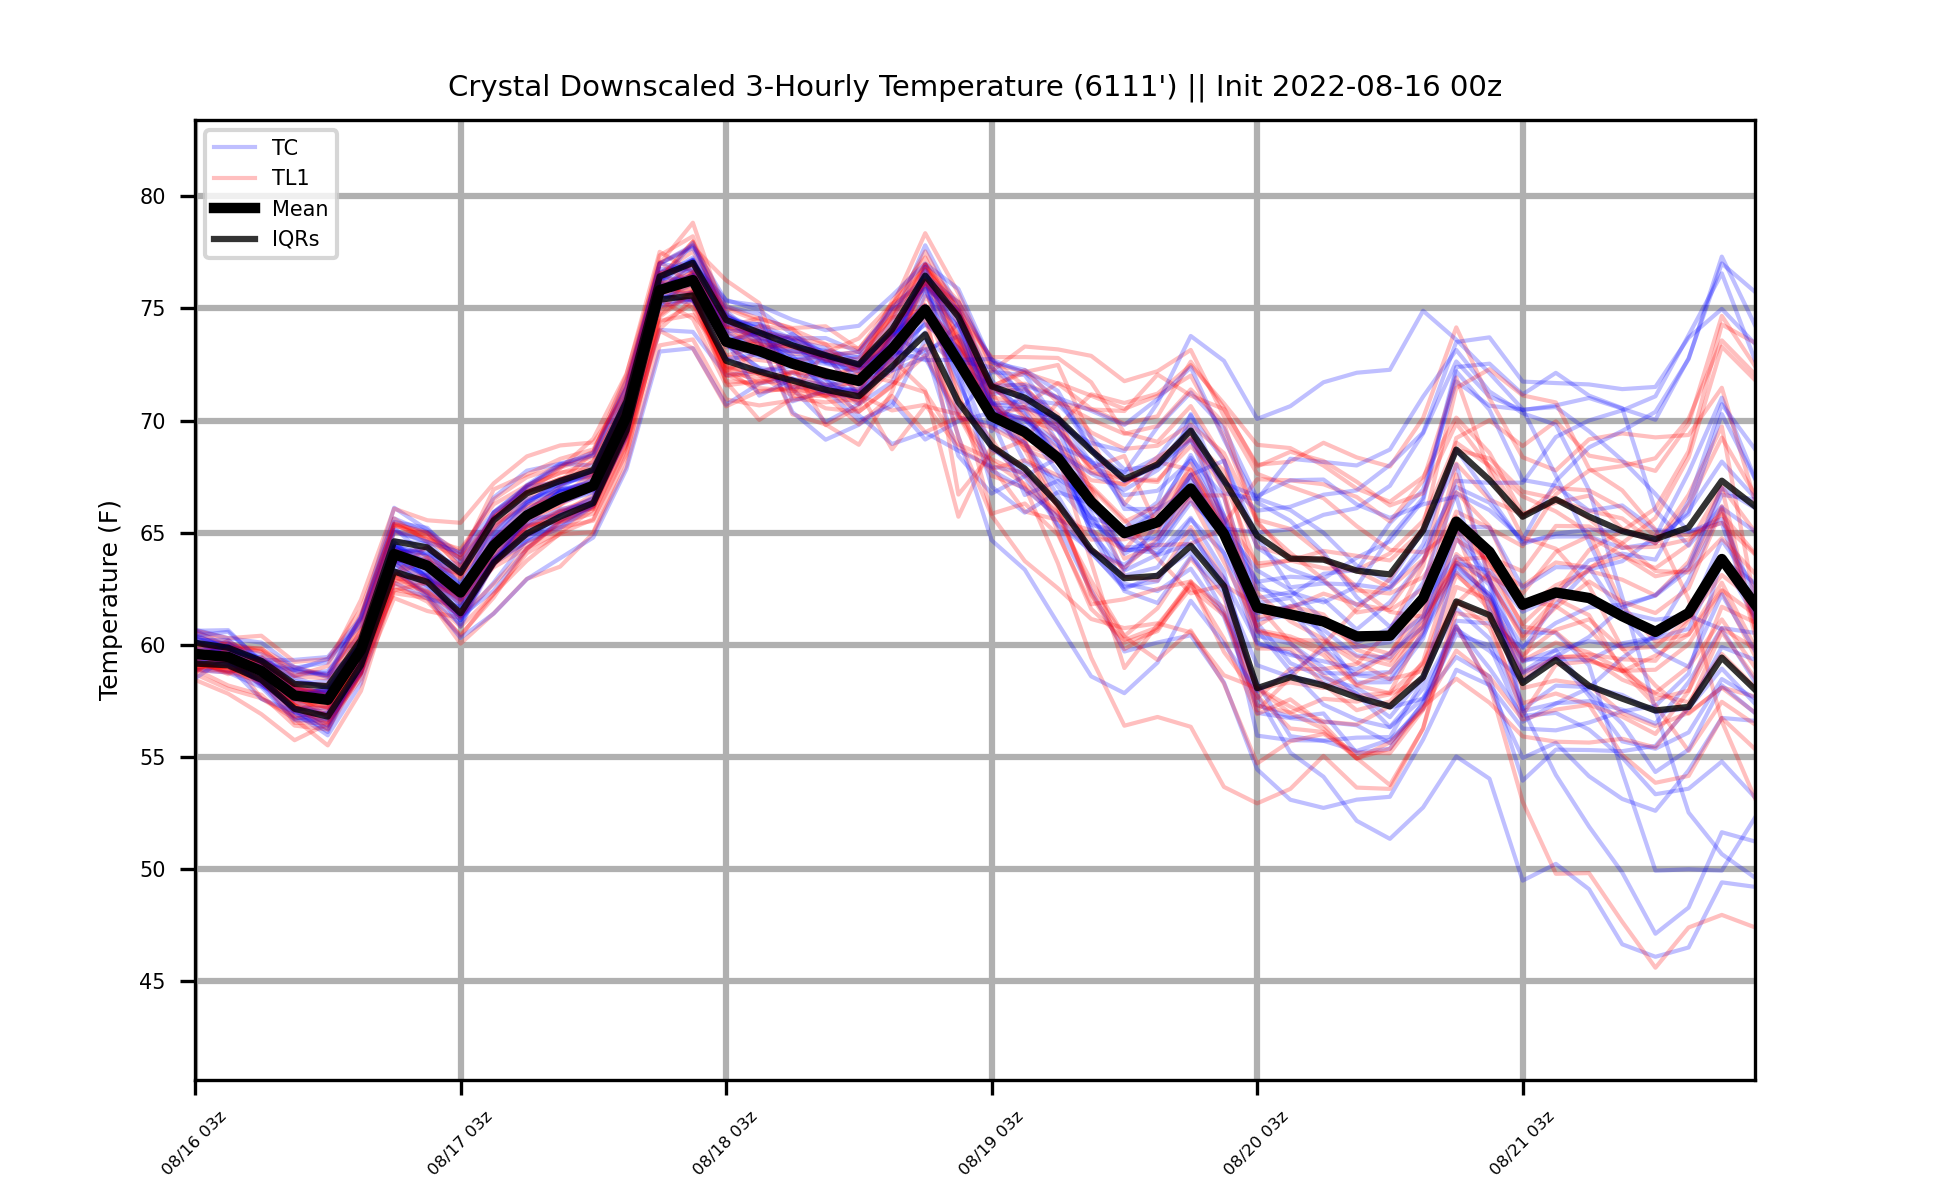 Crystal Downscaled 3-Hourly Temperature (6111') || Init 2022-08-16 00z
TC
TL1
Mean
IQRs
Temperature (F)
80
75
70
65
60
55
50
45
08/16 03z
08/17 03z
08/18 03z
08/19 03z
08/20 03z
08/21 03z